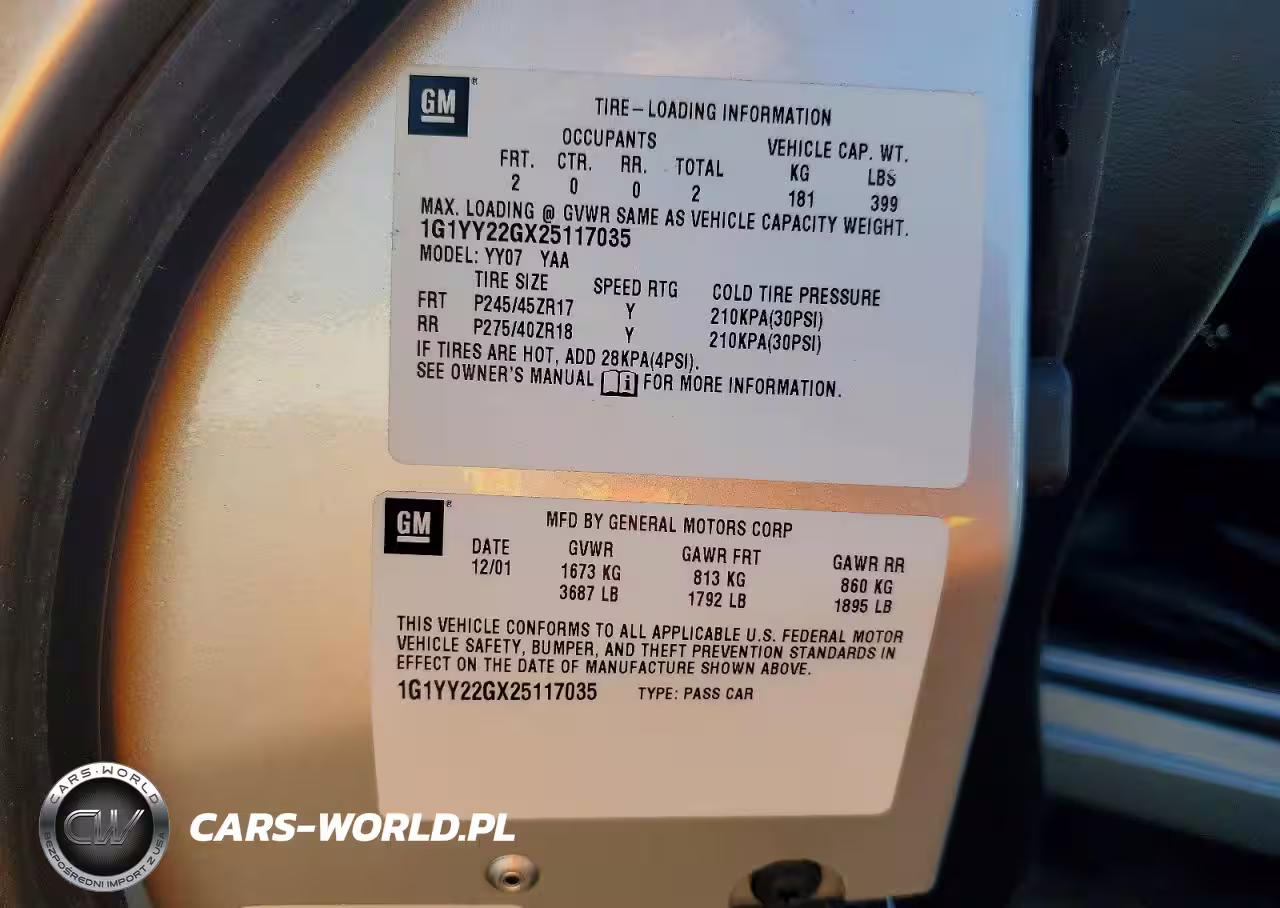 GM®
TIRE-LOADING INFORMATION
OCCUPANTS VEHICLE CAP. WT.
FRT. CTR. RR. TOTAL KG LBS
2 0 0 2 181 399
MAX. LOADING @ GVWR SAME AS VEHICLE CAPACITY WEIGHT.
1G1YY22GX25117035
MODEL: YY07 YAA
TIRE SIZE SPEED RTG COLD TIRE PRESSURE
FRT P245/45ZR17 Y 210KPA(30PSI)
RR P275/40ZR18 Y 210KPA(30PSI)
IF TIRES ARE HOT, ADD 28KPA(4PSI).
SEE OWNER'S MANUAL i FOR MORE INFORMATION.
GM®
MFD BY GENERAL MOTORS CORP
DATE GVWR GAWR FRT GAWR RR
12/01 1673 KG 813 KG 860 KG
3687 LB 1792 LB 1895 LB
THIS VEHICLE CONFORMS TO ALL APPLICABLE U.S. FEDERAL MOTOR
VEHICLE SAFETY, BUMPER, AND THEFT PREVENTION STANDARDS IN
EFFECT ON THE DATE OF MANUFACTURE SHOWN ABOVE.
1G1YY22GX25117035 TYPE: PASS CAR
CARS-WORLD
CW
BEZPOŚREDNI IMPORT Z USA
CARS-WORLD.PL